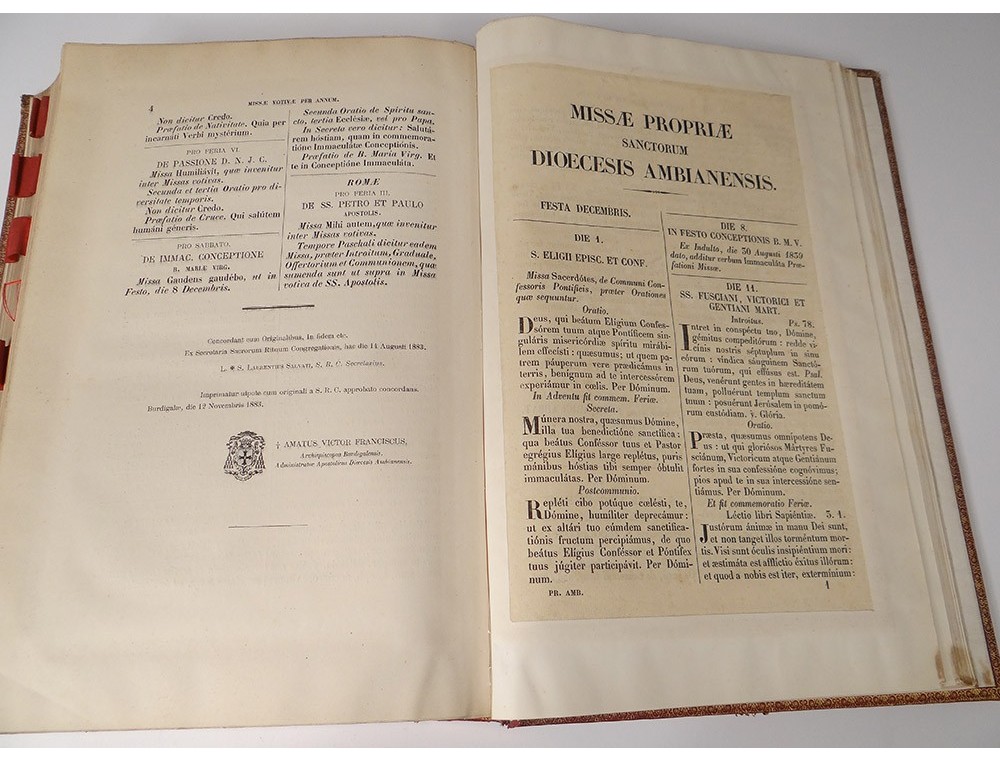 4
MISSÆ VOTIVÆ PER ANNUM.
Non dicitur Credo.
Præfatio de Nativitate. Quia per
incarnati Verbi mystérium.
PRO FERIA VI.
DE PASSIONE D. N. J. C.
Missa Humiliávit, quæ invenitur
inter Missas votivas.
Secunda et tertia Oratio pro di-
versitate temporis.
Non dicitur Credo.
Præfatio de Cruce. Qui salútem
humáni géneris.
PRO SABBATO.
DE IMMAC. CONCEPTIONE
B. MARIÆ VIRG.
Missa Gaudens gaudébo, ut in
Festo, die 8 Decembris.
Secunda Oratio de Spiritu san-
cto, tertia Ecclésiæ, vel pro Papa.
In Secreta vero dicitur: Salutá-
rem hóstiam, quam in commemora-
tióne Immaculátæ Conceptiónis.
Præfatio de B. Maria Virg. Et
te in Conceptióne Immaculáta.
ROMÆ
PRO FERIA III.
DE SS. PETRO ET PAULO
APOSTOLIS.
Missa Mihi autem, quæ invenitur
inter Missas votivas.
Tempore Paschali dicitur eadem
Missa, præter Introitum, Graduale,
Offertorium et Communionem, quæ
sumenda sunt ut supra in Missa
votiva de SS. Apostolis.
Concordant cum Originalibus, in fidem etc.
Ex Secretaria Sacrorum Rituum Congregationis, hac die 14 Augusti 1883.
L. * S. LAURENTIUS SALVATI, S. R. C. Secretarius.
Imprimatur utpote cum originali a S. R. C. approbato concordans.
Burdigalæ, die 12 Novembris 1883.
† AMATUS VICTOR FRANCISCUS,
Archiepiscopus Burdigalensis,
Administrator Apostolicus Diœcesis Ambianensis.
MISSÆ PROPRIÆ
SANCTORUM
DIOECESIS AMBIANENSIS.
FESTA DECEMBRIS.
DIE 1.
S. ELIGII EPISC. ET CONF.
Missa Sacerdótes, de Communi Con-
fessoris Pontificis, præter Orationes
quæ sequuntur.
Oratio.
Deus, qui beátum Eligium Confes-
sórem tuum atque Pontíficem sin-
guláris misericórdiæ spíritu mirábi-
lem effecísti: quæsumus; ut quem pa-
trem páuperum vere prædicámus in
terris, benígnum ad te intercessórem
experiámur in cœlis. Per Dóminum.
In Adventu fit commem. Feriæ.
Secreta.
Múnera nostra, quæsumus Dómine,
illa tua benedictióne sanctífica:
qua beátus Conféssor tuus et Pastor
egrégius Eligius large replétus, puris
mánibus hóstias tibi semper óbtulit
immaculátas. Per Dóminum.
Postcommunio.
Repléti cibo potúque cœlésti, te,
Dómine, humíliter deprecámur:
ut ex altári tuo eúmdem sanctifica-
tiónis fructum percipiámus, de quo
beátus Eligius Conféssor et Póntifex
tuus júgiter participávit. Per Dómi-
num.
PR. AMB.
DIE 8.
IN FESTO CONCEPTIONIS B. M. V.
Ex Indulto, die 30 Augusti 1839
dato, additur verbum Immaculáta Præ-
fationi Missæ.
DIE 11.
SS. FUSCIANI, VICTORICI ET
GENTIANI MART.
Introitus. Ps. 78.
Intret in conspéctu tuo, Dómine,
gémitus compeditórum: redde vi-
cínis nostris séptuplum in sinu
eórum: víndica sánguinem Sanctó-
rum tuórum, qui effúsus est. Psal.
Deus, venérunt gentes in hæreditátem
tuam, polluérunt templum sanctum
tuum: posuérunt Jerúsalem in pomó-
rum custódiam. ℣. Glória.
Oratio.
Præsta, quæsumus omnípotens De-
us: ut qui gloriósos Mártyres Fu-
sciánum, Victoricum atque Gentiánum
fortes in sua confessióne cognóvimus;
pios apud te in sua intercessióne sen-
tiámus. Per Dóminum.
Et fit commemoratio Feriæ.
Léctio libri Sapiéntiæ. 3. 1.
Justórum ánimæ in manu Dei sunt,
et non tanget illos torméntum mor-
tis. Visi sunt óculis insipiéntium mori:
et æstimáta est afflíctio éxitus illórum:
et quod a nobis est iter, extermínium:
1